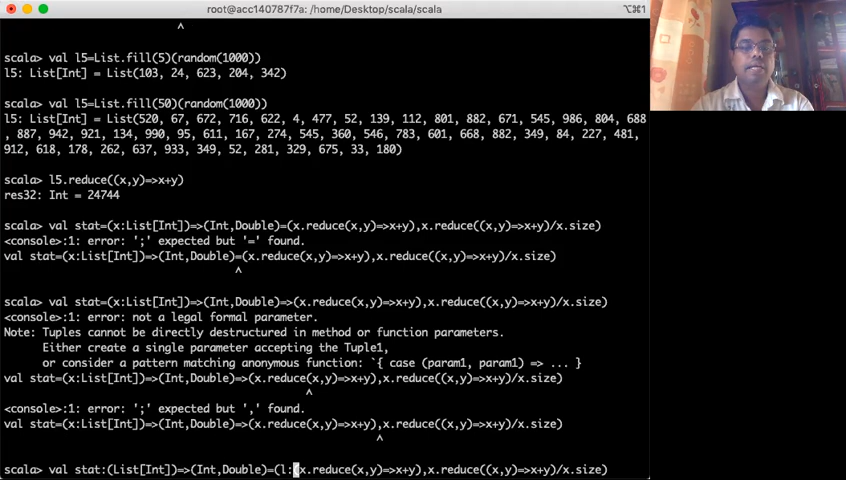 root@acc140787f7a: /home/Desktop/scala/scala
⌥⌘1
^
scala> val l5=List.fill(5)(random(1000))
l5: List[Int] = List(103, 24, 623, 204, 342)
scala> val l5=List.fill(50)(random(1000))
l5: List[Int] = List(520, 67, 672, 716, 622, 4, 477, 52, 139, 112, 801, 882, 671, 545, 986, 804, 688
, 887, 942, 921, 134, 990, 95, 611, 167, 274, 545, 360, 546, 783, 601, 668, 882, 349, 84, 227, 481,
912, 618, 178, 262, 637, 933, 349, 52, 281, 329, 675, 33, 180)
scala> l5.reduce((x,y)=>x+y)
res32: Int = 24744
scala> val stat=(x:List[Int])=>(Int,Double)=(x.reduce(x,y)=>x+y),x.reduce((x,y)=>x+y)/x.size)
<console>:1: error: ';' expected but '=' found.
val stat=(x:List[Int])=>(Int,Double)=(x.reduce(x,y)=>x+y),x.reduce((x,y)=>x+y)/x.size)
^
scala> val stat=(x:List[Int])=>(Int,Double)=>(x.reduce(x,y)=>x+y),x.reduce((x,y)=>x+y)/x.size)
<console>:1: error: not a legal formal parameter.
Note: Tuples cannot be directly destructured in method or function parameters.
Either create a single parameter accepting the Tuple1,
or consider a pattern matching anonymous function: `{ case (param1, param1) => ... }
val stat=(x:List[Int])=>(Int,Double)=>(x.reduce(x,y)=>x+y),x.reduce((x,y)=>x+y)/x.size)
^
<console>:1: error: ';' expected but ',' found.
val stat=(x:List[Int])=>(Int,Double)=>(x.reduce(x,y)=>x+y),x.reduce((x,y)=>x+y)/x.size)
^
scala> val stat:(List[Int])=>(Int,Double)=(l:(x.reduce(x,y)=>x+y),x.reduce((x,y)=>x+y)/x.size)